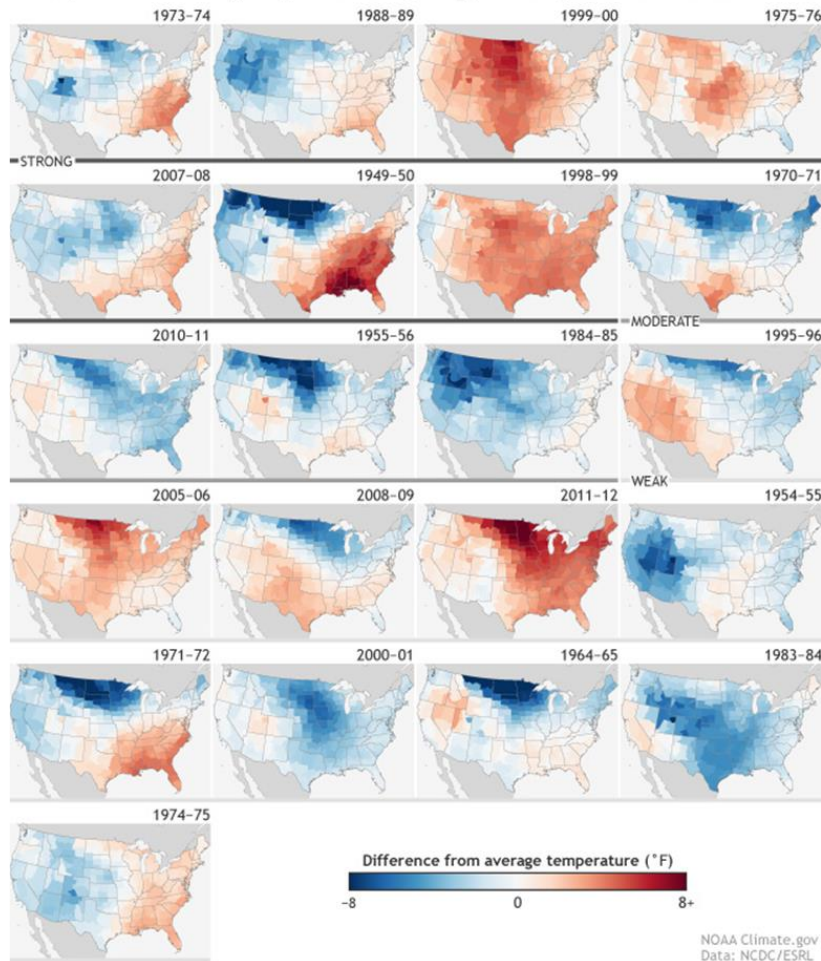 1973–74 1988–89 1999–00 1975–76
STRONG
2007–08 1949–50 1998–99 1970–71
MODERATE
2010–11 1955–56 1984–85 1995–96
WEAK
2005–06 2008–09 2011–12 1954–55
1971–72 2000–01 1964–65 1983–84
1974–75
Difference from average temperature (˚F)
-8 0 8+
NOAA Climate.gov
Data: NCDC/ESRL